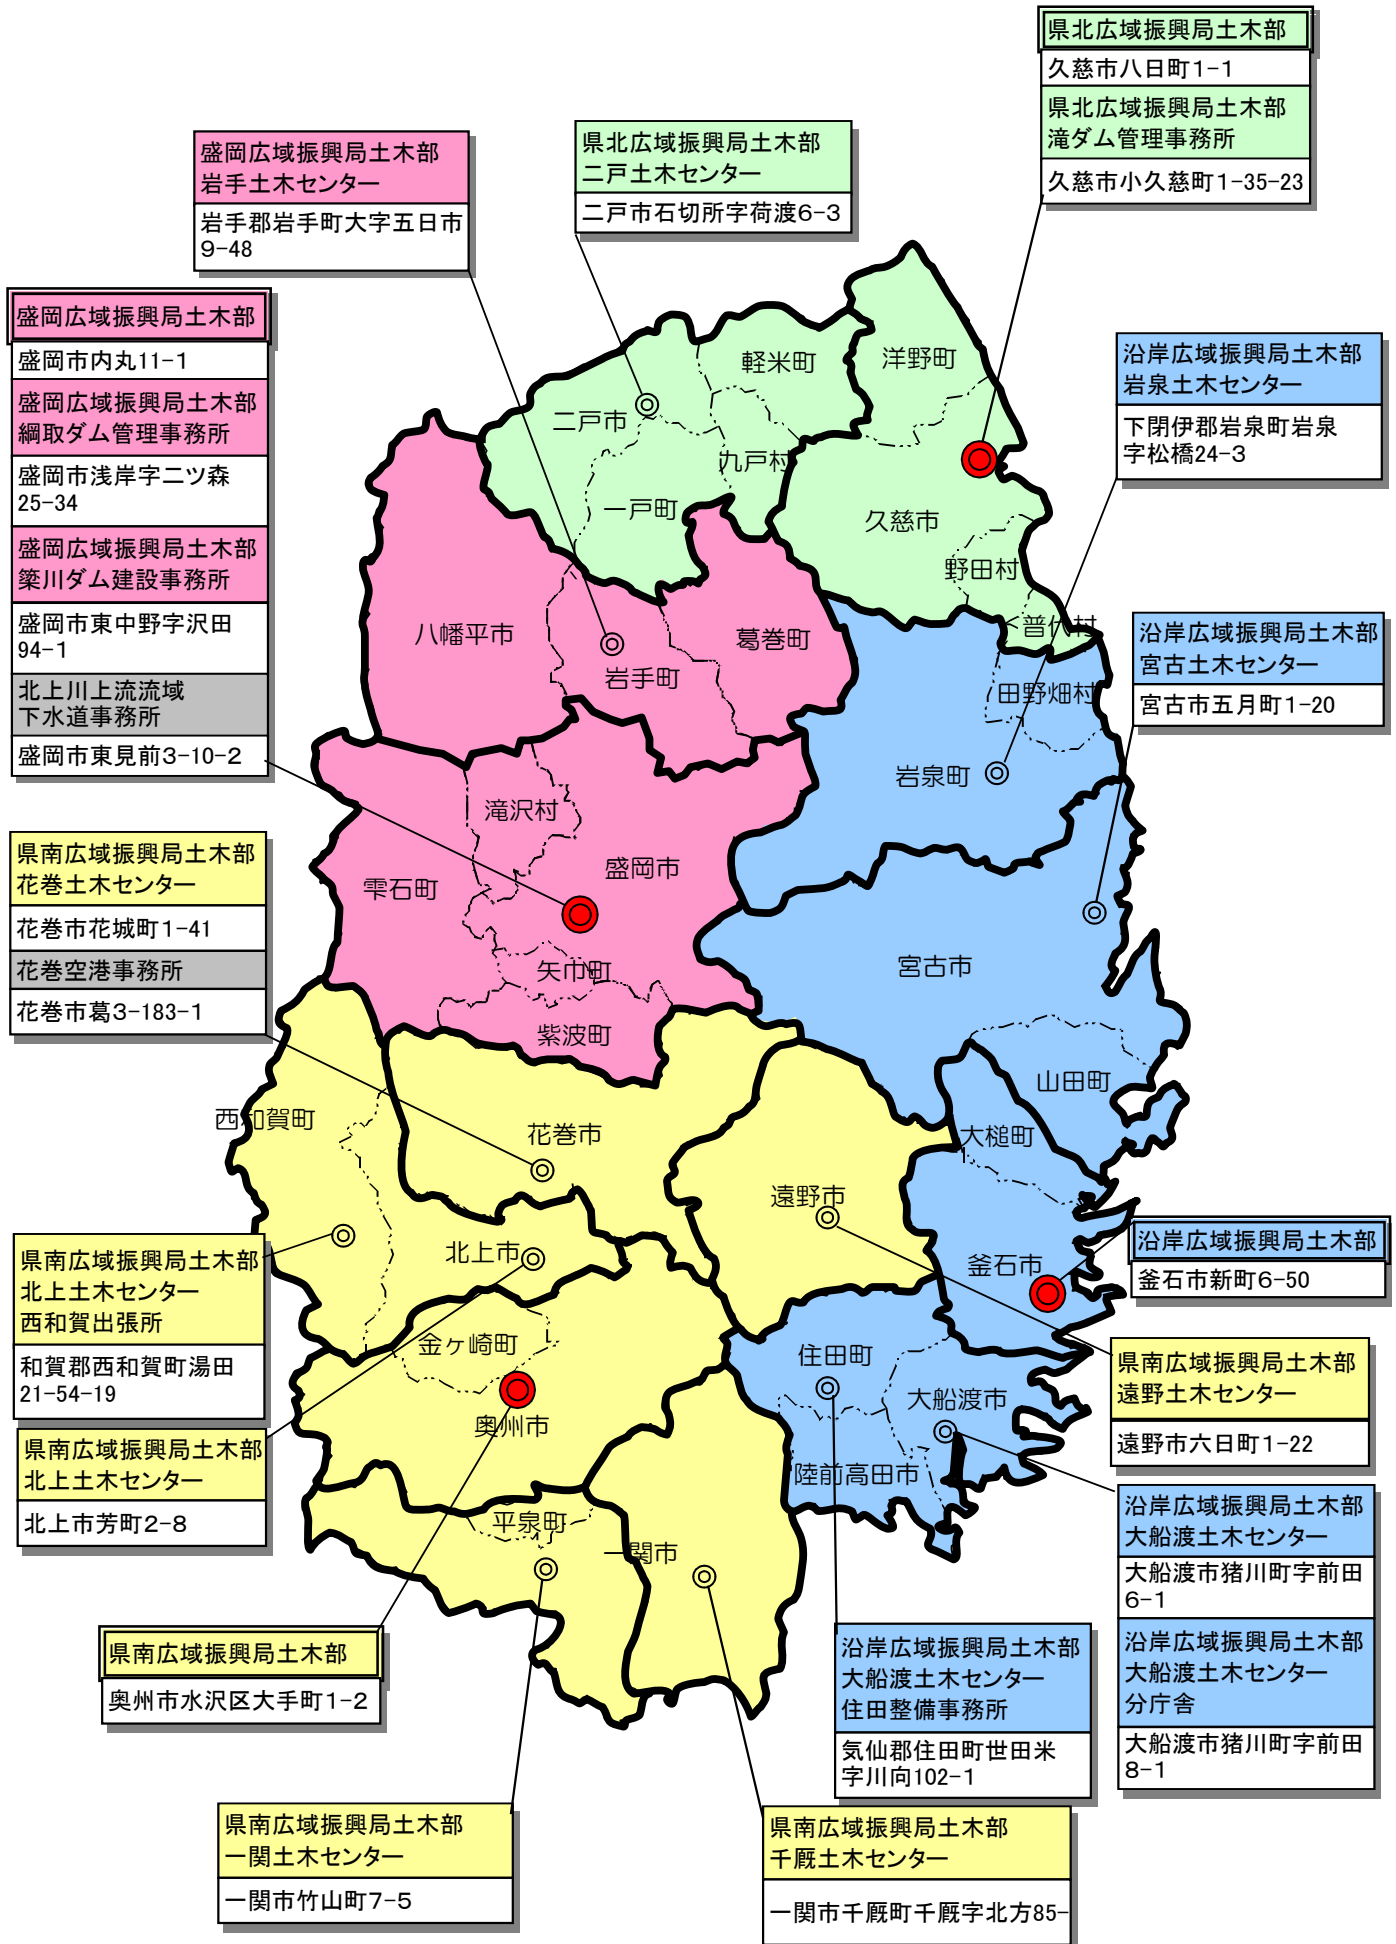 県北広域振興局土木部
久慈市八日町1-1
県北広域振興局土木部
滝ダム管理事務所
久慈市小久慈町1-35-23
盛岡広域振興局土木部
岩手土木センター
岩手郡岩手町大字五日市
9-48
県北広域振興局土木部
二戸土木センター
二戸市石切所字荷渡6-3
盛岡広域振興局土木部
盛岡市内丸11-1
盛岡広域振興局土木部
綱取ダム管理事務所
盛岡市浅岸字二ツ森
25-34
盛岡広域振興局土木部
簗川ダム建設事務所
盛岡市東中野字沢田
94-1
北上川上流流域
下水道事務所
盛岡市東見前3-10-2
沿岸広域振興局土木部
岩泉土木センター
下閉伊郡岩泉町岩泉
字松橋24-3
沿岸広域振興局土木部
宮古土木センター
宮古市五月町1-20
軽米町
洋野町
二戸市
九戸村
一戸町
久慈市
野田村
普代村
八幡平市
葛巻町
岩手町
田野畑村
岩泉町
滝沢村
盛岡市
雫石町
矢巾町
宮古市
紫波町
山田町
西和賀町
花巻市
大槌町
遠野市
北上市
釜石市
金ヶ崎町
住田町
大船渡市
奥州市
陸前高田市
平泉町
一関市
県南広域振興局土木部
花巻土木センター
花巻市花城町1-41
花巻空港事務所
花巻市葛3-183-1
県南広域振興局土木部
北上土木センター
西和賀出張所
和賀郡西和賀町湯田
21-54-19
県南広域振興局土木部
北上土木センター
北上市芳町2-8
沿岸広域振興局土木部
釜石市新町6-50
県南広域振興局土木部
遠野土木センター
遠野市六日町1-22
沿岸広域振興局土木部
大船渡土木センター
大船渡市猪川町字前田
6-1
沿岸広域振興局土木部
大船渡土木センター
分庁舎
大船渡市猪川町字前田
8-1
県南広域振興局土木部
奥州市水沢区大手町1-2
沿岸広域振興局土木部
大船渡土木センター
住田整備事務所
気仙郡住田町世田米
字川向102-1
県南広域振興局土木部
一関土木センター
一関市竹山町7-5
県南広域振興局土木部
千厩土木センター
一関市千厩町千厩字北方85-